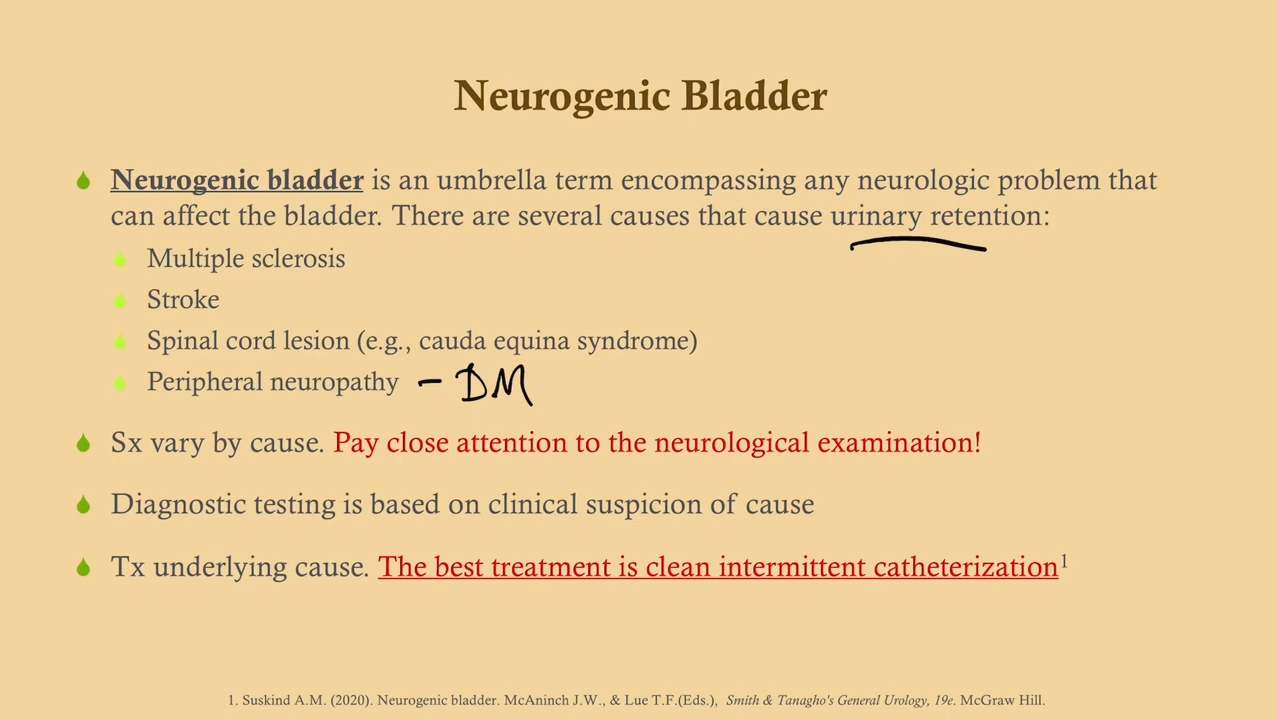 Neurogenic Bladder
Neurogenic bladder is an umbrella term encompassing any neurologic problem that
can affect the bladder. There are several causes that cause urinary retention:
Multiple sclerosis
Stroke
Spinal cord lesion (e.g., cauda equina syndrome)
Peripheral neuropathy – DM
Sx vary by cause. Pay close attention to the neurological examination!
Diagnostic testing is based on clinical suspicion of cause
Tx underlying cause. The best treatment is clean intermittent catheterization¹
1. Suskind A.M. (2020). Neurogenic bladder. McAninch J.W., & Lue T.F.(Eds.), Smith & Tanagho's General Urology, 19e. McGraw Hill.